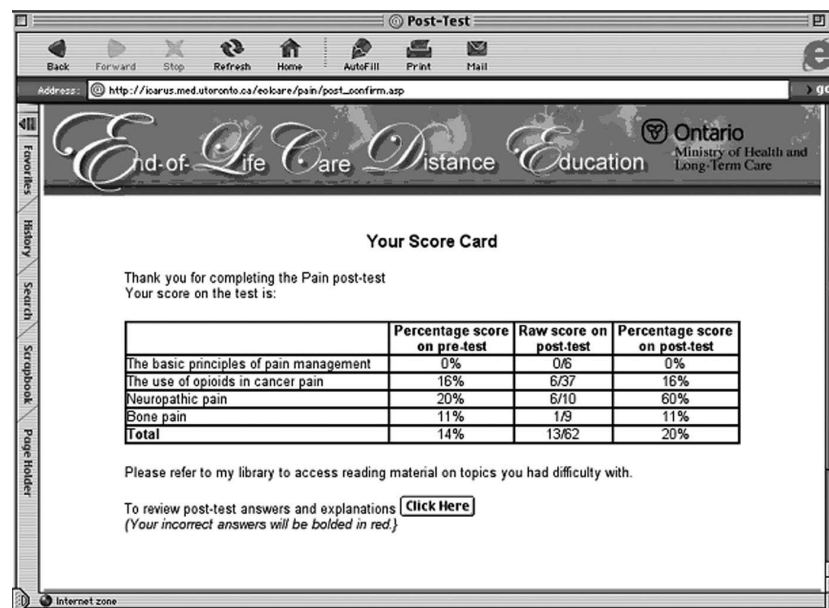 Post-Test
Back Forward Stop Refresh Home AutoFill Print Mail
Address: http://icarus.med.utoronto.ca/eolcare/pain/post_confirm.asp go
Favorites
History
Search
Scrapbook
Page Holder
End-of-Life Care Distance Education
Ontario
Ministry of Health and
Long-Term Care
Your Score Card
Thank you for completing the Pain post-test
Your score on the test is:
Percentage score on pre-test Raw score on post-test Percentage score on post-test
The basic principles of pain management 0% 0/6 0%
The use of opioids in cancer pain 16% 6/37 16%
Neuropathic pain 20% 6/10 60%
Bone pain 11% 1/9 11%
Total 14% 13/62 20%
Please refer to my library to access reading material on topics you had difficulty with.
To review post-test answers and explanations Click Here
(Your incorrect answers will be bolded in red.}
Internet zone